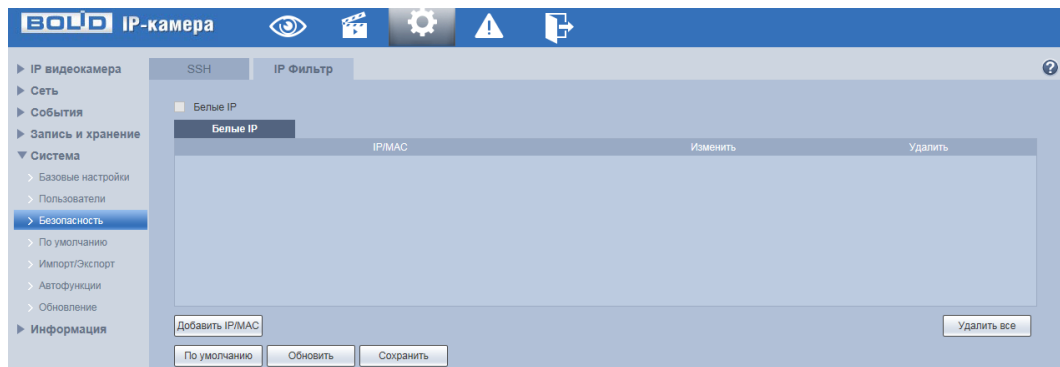 BOLID IP-камера
IP видеокамера
Сеть
События
Запись и хранение
Система
Базовые настройки
Пользователи
Безопасность
По умолчанию
Импорт/Экспорт
Автофункции
Обновление
Информация
SSH IP Фильтр
Белые IP
Белые IP
IP/MAC Изменить Удалить
Добавить IP/MAC Удалить все
По умолчанию Обновить Сохранить